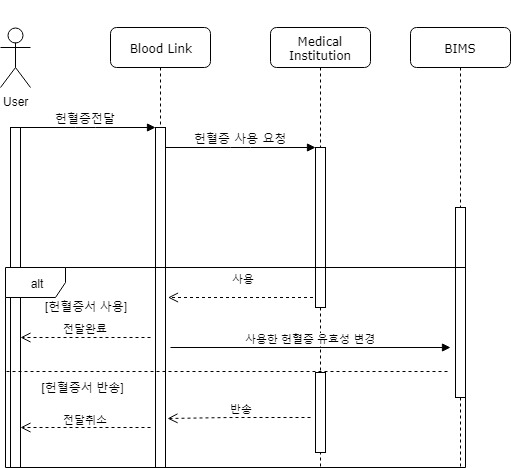 Blood Link
Medical
Institution
BIMS
User
헌혈증전달
헌혈증 사용 요청
alt
사용
[헌혈증서 사용]
전달완료
사용한 헌혈증 유효성 변경
[헌혈증서 반송]
반송
전달취소